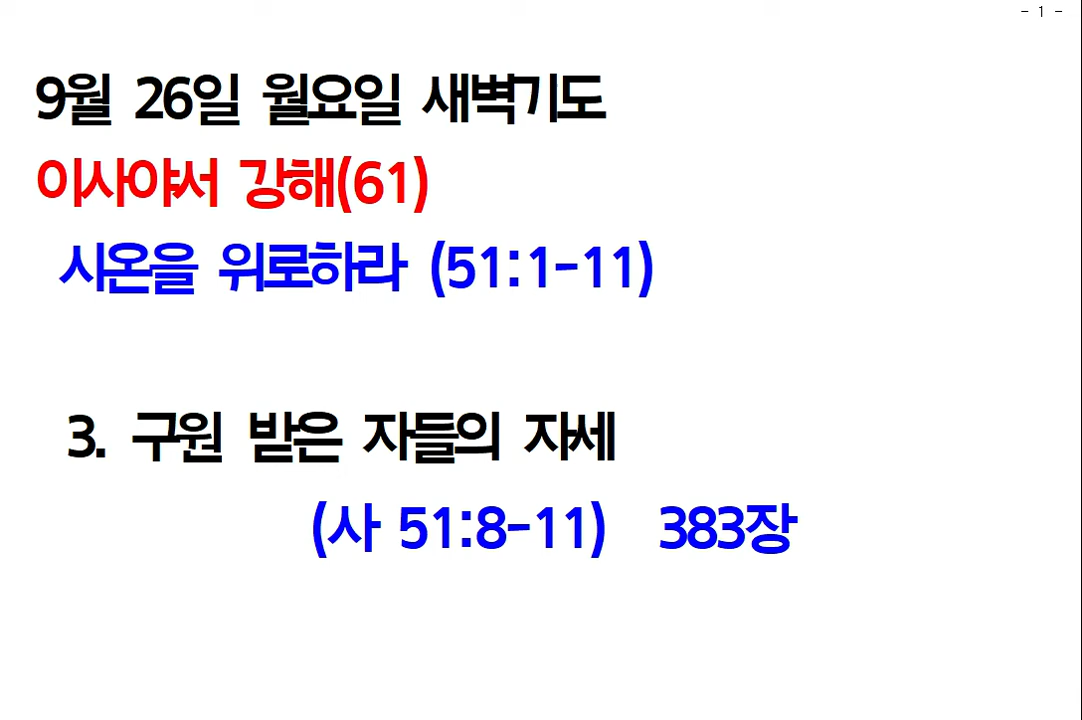 - 1 -
9월 26일 월요일 새벽기도
이사야서 강해(61)
시온을 위로하라 (51:1-11)
3. 구원 받은 자들의 자세
(사 51:8-11) 383장